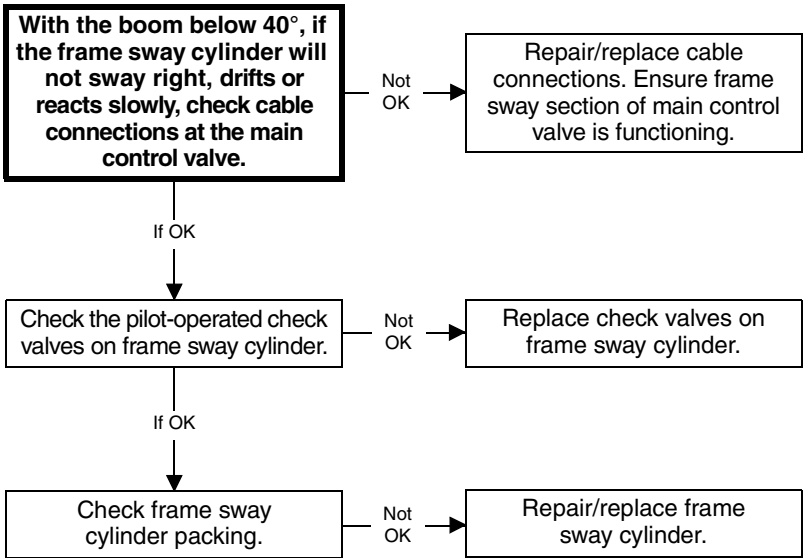 With the boom below 40°, if
the frame sway cylinder will
not sway right, drifts or
reacts slowly, check cable
connections at the main
control valve.
Not
OK
Repair/replace cable
connections. Ensure frame
sway section of main control
valve is functioning.
If OK
Check the pilot-operated check
valves on frame sway cylinder.
Not
OK
Replace check valves on
frame sway cylinder.
If OK
Check frame sway
cylinder packing.
Not
OK
Repair/replace frame
sway cylinder.